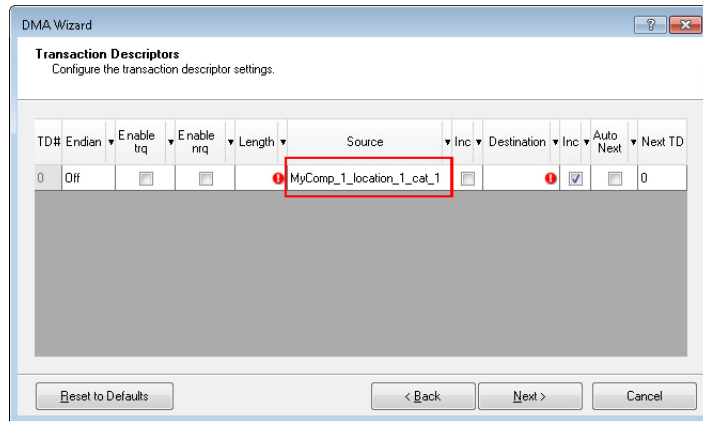 DMA Wizard
Transaction Descriptors
Configure the transaction descriptor settings.
TD# Endian Enable trq Enable nrq Length Source Inc Destination Inc Auto Next Next TD
0 Off MyComp_1_location_1_cat_1 0
Reset to Defaults < Back Next > Cancel